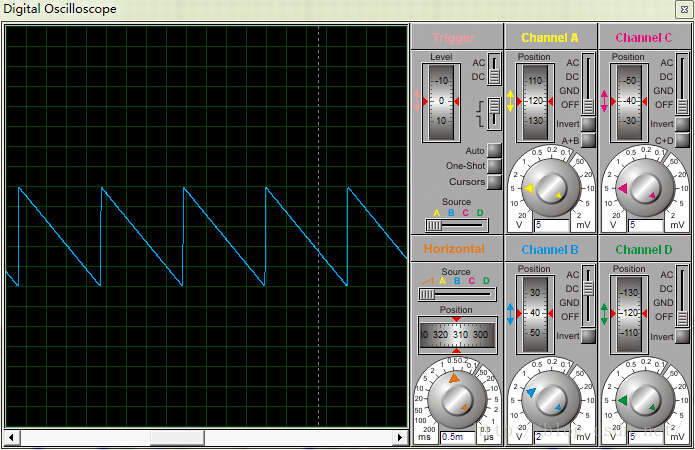 Digital Oscilloscope
Trigger
Level
-10
0
10
AC
DC
Auto
One-Shot
Cursors
Source
A B C D
Channel A
Position
110
120
130
AC
DC
GND
OFF
Invert
A+B
20 10 5 2 1 0.5 0.2 0.1 50 20 10 5 2
V 5 mV
Channel C
Position
-50
-40
-30
AC
DC
GND
OFF
Invert
C+D
20 10 5 2 1 0.5 0.2 0.1 50 20 10 5 2
V 5 mV
Horizontal
Source
A B C D
Position
340 330 320 310 300
200 100 50 20 10 5 2 1 0.5 0.2 0.1 50 20 10 5 2 1 0.5
ms 0.5m µs
Channel B
Position
30
40
50
AC
DC
GND
OFF
Invert
20 10 5 2 1 0.5 0.2 0.1 50 20 10 5 2
V 2 mV
Channel D
Position
-130
-120
-110
AC
DC
GND
OFF
Invert
20 10 5 2 1 0.5 0.2 0.1 50 20 10 5 2
V 5 mV